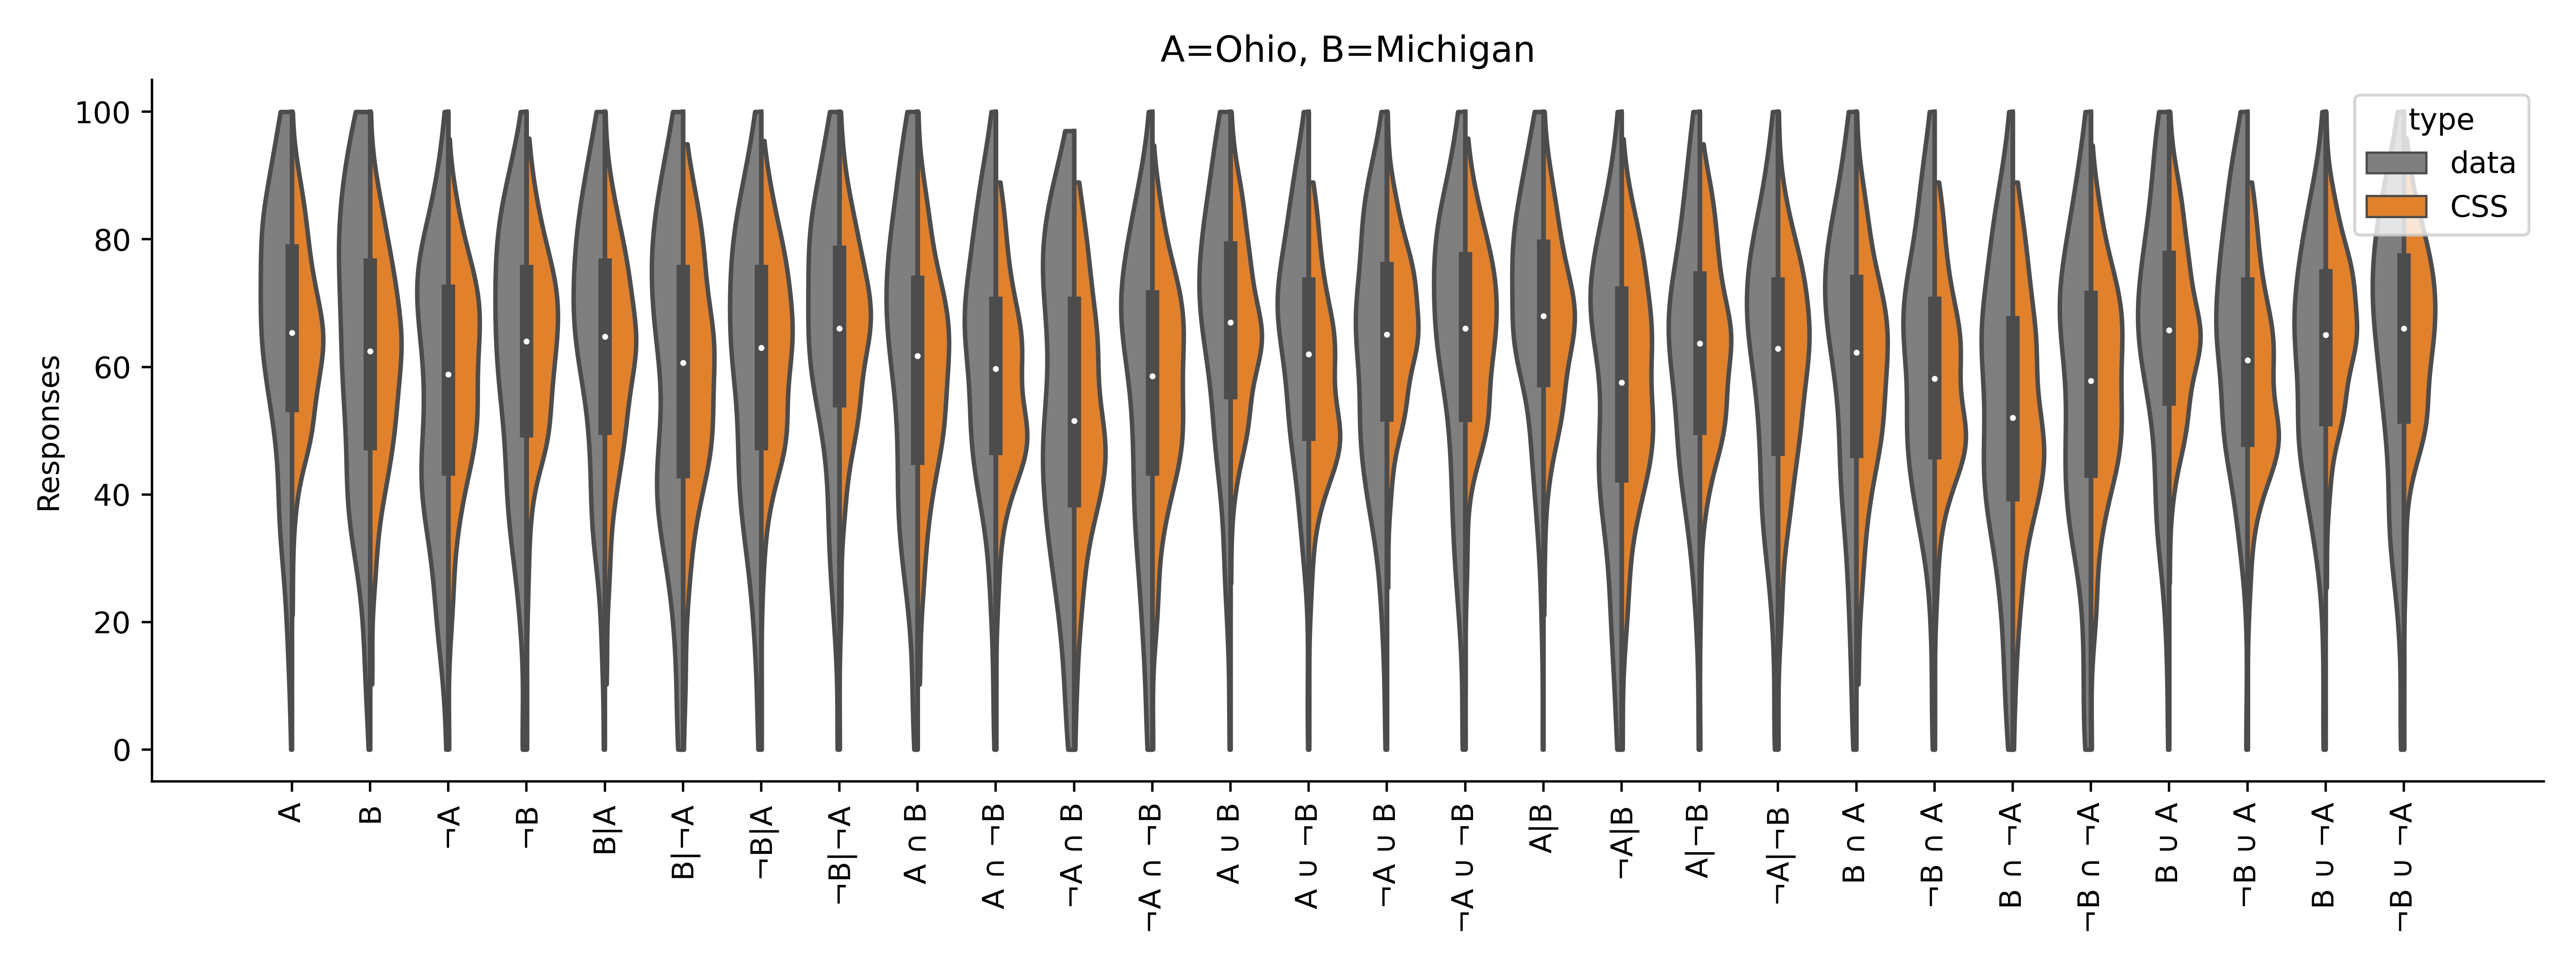 A=Ohio, B=Michigan
type
data
CSS
Responses
100
80
60
40
20
0
A
B
¬A
¬B
B|A
B|¬A
¬B|A
¬B|¬A
A ∩ B
A ∩ ¬B
¬A ∩ B
¬A ∩ ¬B
A ∪ B
A ∪ ¬B
¬A ∪ B
¬A ∪ ¬B
A|B
¬A|B
A|¬B
¬A|¬B
B ∩ A
¬B ∩ A
B ∩ ¬A
¬B ∩ ¬A
B ∪ A
¬B ∪ A
B ∪ ¬A
¬B ∪ ¬A